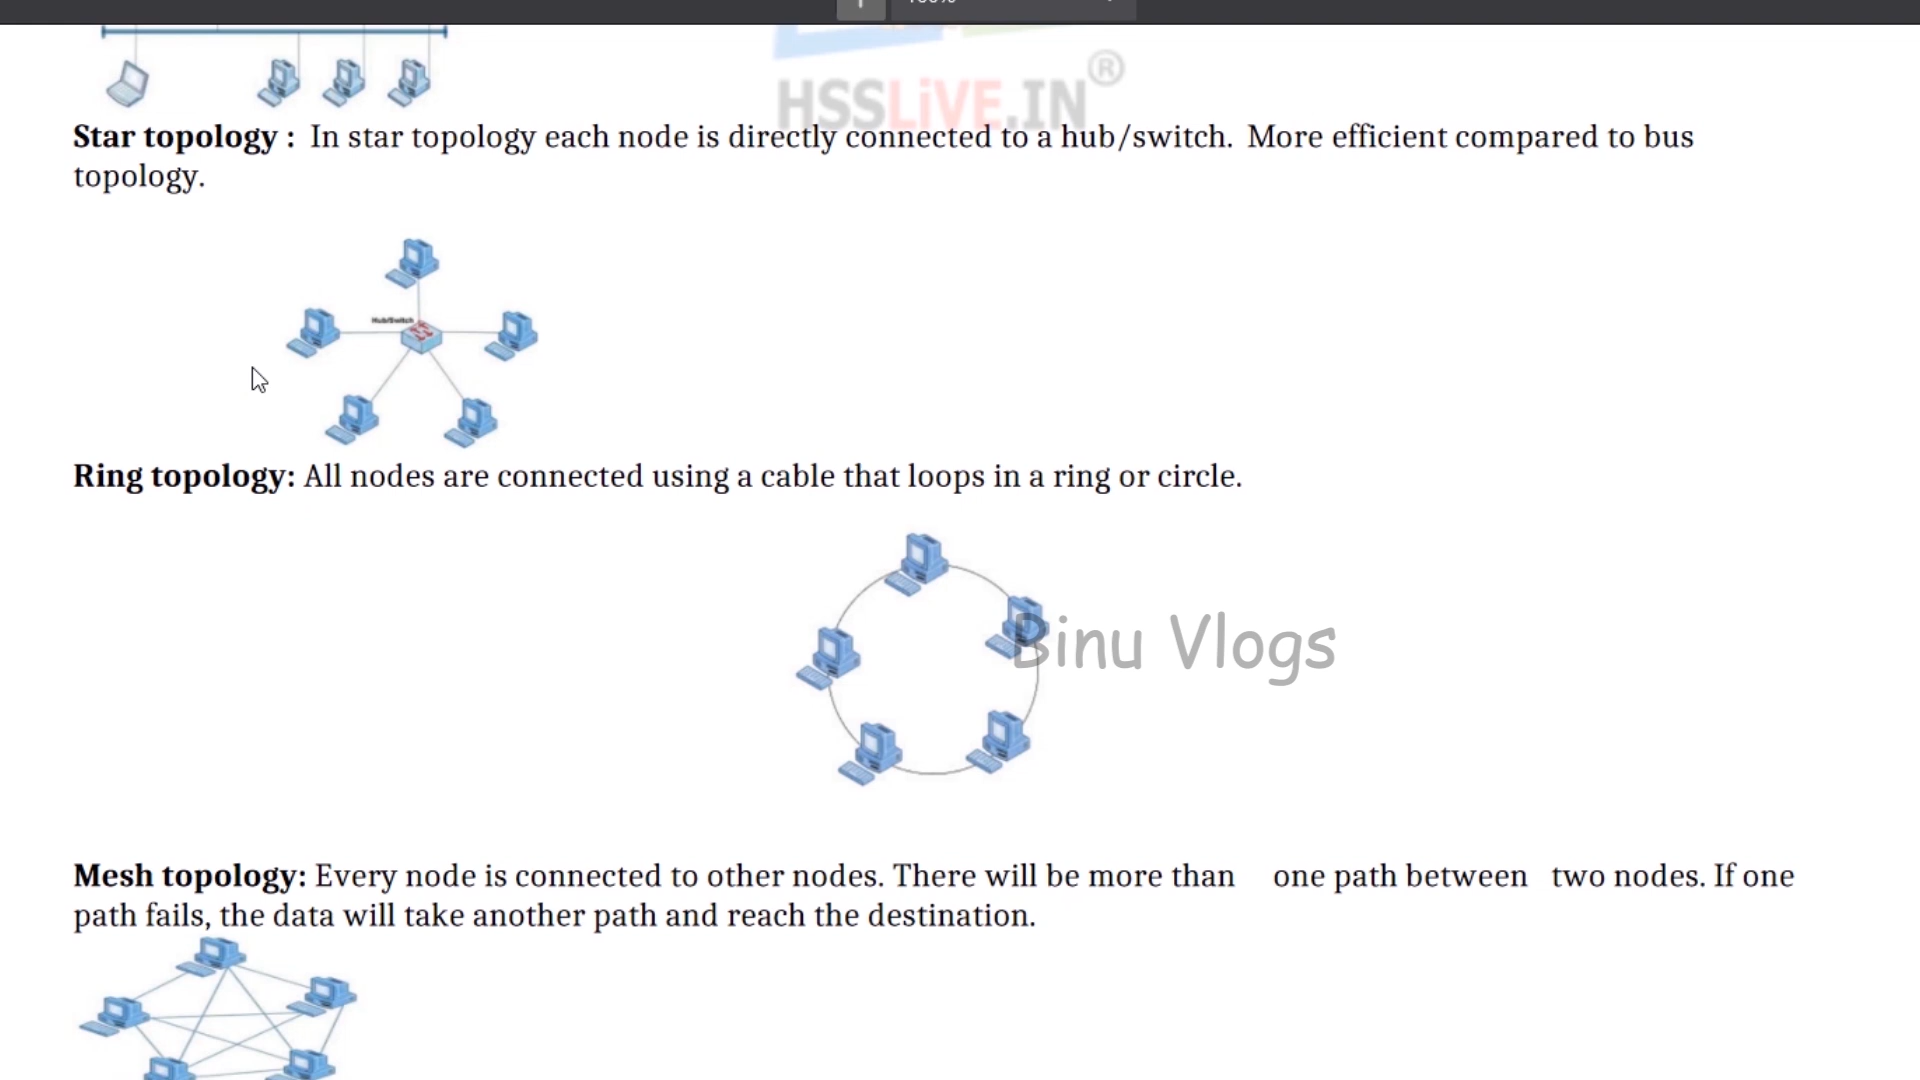 HSSLiVE.IN®
Star topology : In star topology each node is directly connected to a hub/switch. More efficient compared to bus
topology.
Hub/Switch
Ring topology: All nodes are connected using a cable that loops in a ring or circle.
Binu Vlogs
Mesh topology: Every node is connected to other nodes. There will be more than one path between two nodes. If one
path fails, the data will take another path and reach the destination.